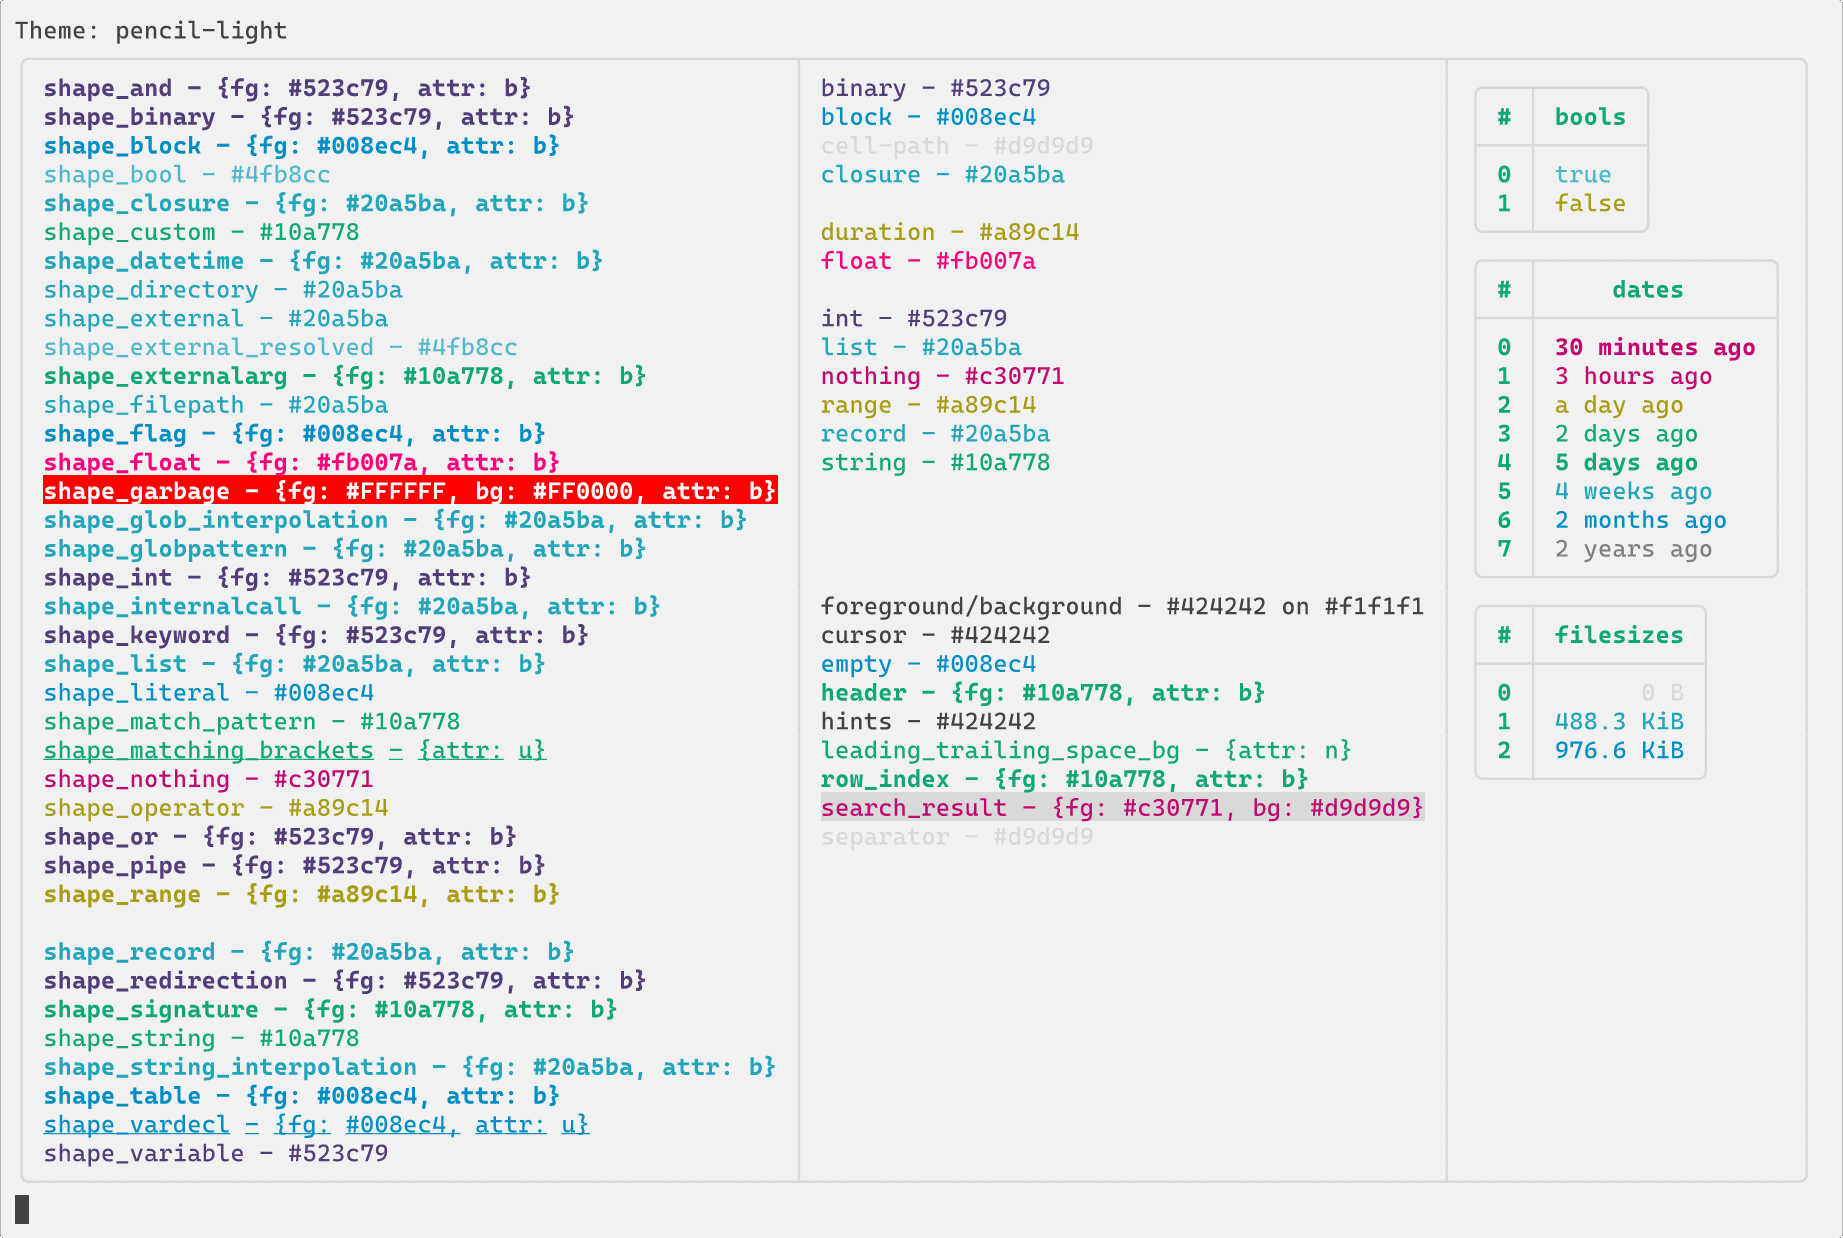 Theme: pencil-light
shape_and - {fg: #523c79, attr: b}
shape_binary - {fg: #523c79, attr: b}
shape_block - {fg: #008ec4, attr: b}
shape_bool - #4fb8cc
shape_closure - {fg: #20a5ba, attr: b}
shape_custom - #10a778
shape_datetime - {fg: #20a5ba, attr: b}
shape_directory - #20a5ba
shape_external - #20a5ba
shape_external_resolved - #4fb8cc
shape_externalarg - {fg: #10a778, attr: b}
shape_filepath - #20a5ba
shape_flag - {fg: #008ec4, attr: b}
shape_float - {fg: #fb007a, attr: b}
shape_garbage - {fg: #FFFFFF, bg: #FF0000, attr: b}
shape_glob_interpolation - {fg: #20a5ba, attr: b}
shape_globpattern - {fg: #20a5ba, attr: b}
shape_int - {fg: #523c79, attr: b}
shape_internalcall - {fg: #20a5ba, attr: b}
shape_keyword - {fg: #523c79, attr: b}
shape_list - {fg: #20a5ba, attr: b}
shape_literal - #008ec4
shape_match_pattern - #10a778
shape_matching_brackets - {attr: u}
shape_nothing - #c30771
shape_operator - #a89c14
shape_or - {fg: #523c79, attr: b}
shape_pipe - {fg: #523c79, attr: b}
shape_range - {fg: #a89c14, attr: b}
shape_record - {fg: #20a5ba, attr: b}
shape_redirection - {fg: #523c79, attr: b}
shape_signature - {fg: #10a778, attr: b}
shape_string - #10a778
shape_string_interpolation - {fg: #20a5ba, attr: b}
shape_table - {fg: #008ec4, attr: b}
shape_vardecl - {fg: #008ec4, attr: u}
shape_variable - #523c79
binary - #523c79
block - #008ec4
cell-path - #d9d9d9
closure - #20a5ba
duration - #a89c14
float - #fb007a
int - #523c79
list - #20a5ba
nothing - #c30771
range - #a89c14
record - #20a5ba
string - #10a778
foreground/background - #424242 on #f1f1f1
cursor - #424242
empty - #008ec4
header - {fg: #10a778, attr: b}
hints - #424242
leading_trailing_space_bg - {attr: n}
row_index - {fg: #10a778, attr: b}
search_result - {fg: #c30771, bg: #d9d9d9}
separator - #d9d9d9
# bools
0 true
1 false
# dates
0 30 minutes ago
1 3 hours ago
2 a day ago
3 2 days ago
4 5 days ago
5 4 weeks ago
6 2 months ago
7 2 years ago
# filesizes
0 0 B
1 488.3 KiB
2 976.6 KiB